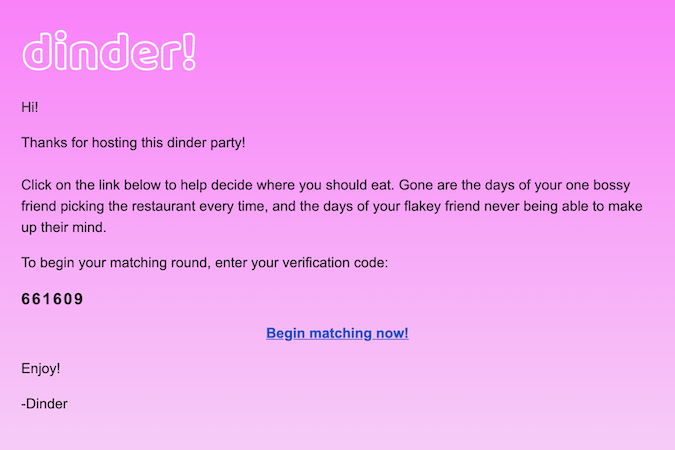 dinder!
Hi!
Thanks for hosting this dinder party!
Click on the link below to help decide where you should eat. Gone are the days of your one bossy
friend picking the restaurant every time, and the days of your flakey friend never being able to make
up their mind.
To begin your matching round, enter your verification code:
661609
Begin matching now!
Enjoy!
-Dinder